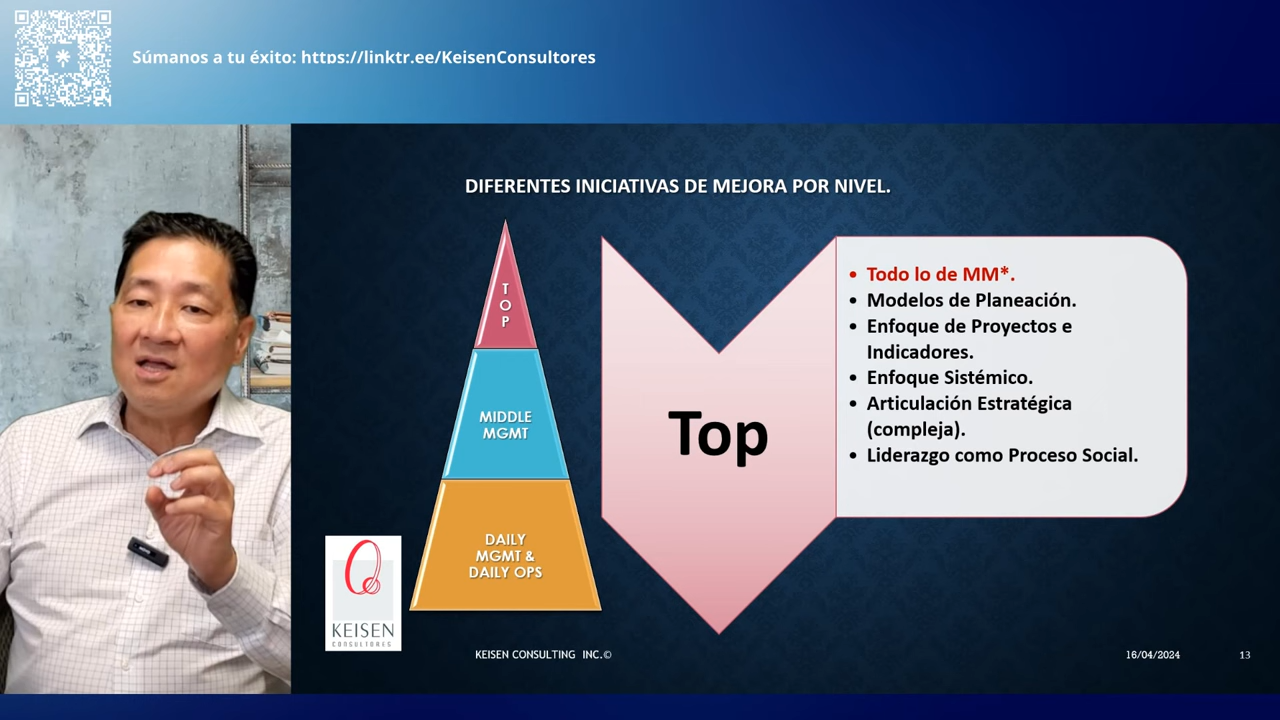 Súmanos a tu éxito: https://linktr.ee/KeisenConsultores
DIFERENTES INICIATIVAS DE MEJORA POR NIVEL.
T
O
P
MIDDLE
MGMT
DAILY
MGMT &
DAILY OPS
Top
• Todo lo de MM*.
• Modelos de Planeación.
• Enfoque de Proyectos e
Indicadores.
• Enfoque Sistémico.
• Articulación Estratégica
(compleja).
• Liderazgo como Proceso Social.
KEISEN
CONSULTORES
KEISEN CONSULTING INC.©
16/04/2024
13